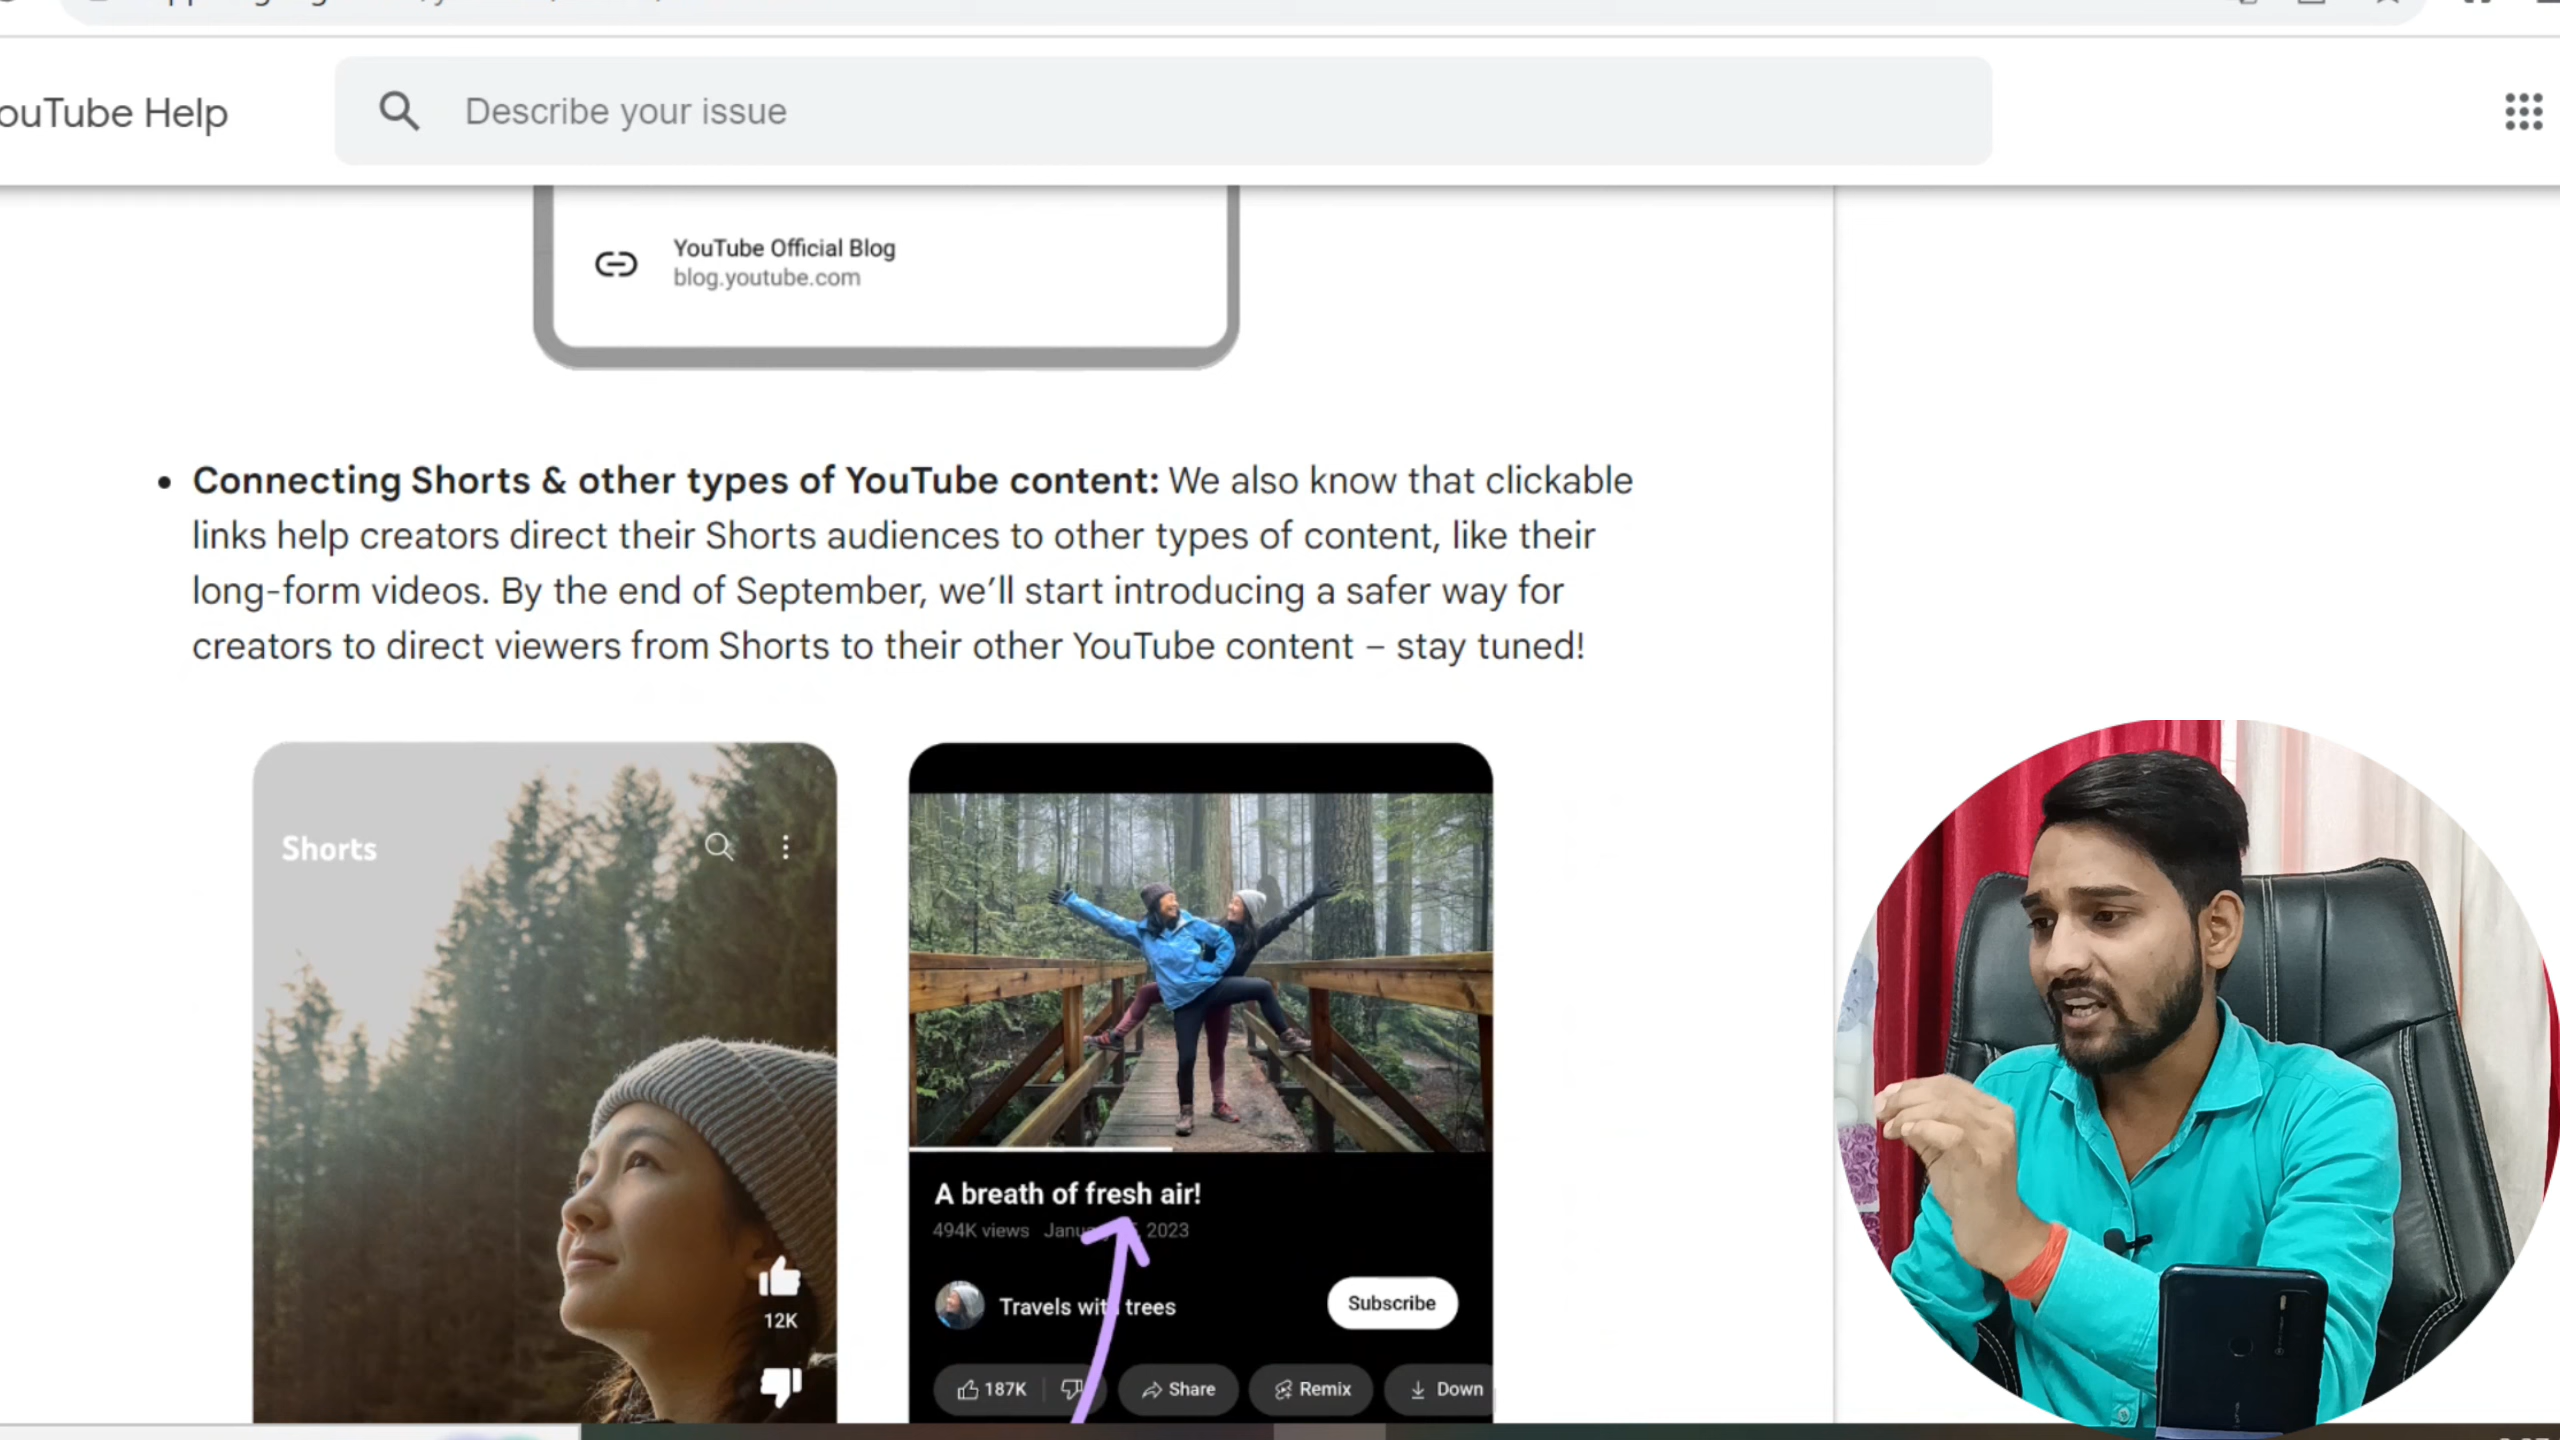 ouTube Help
Describe your issue
YouTube Official Blog
blog.youtube.com
• Connecting Shorts & other types of YouTube content: We also know that clickable
links help creators direct their Shorts audiences to other types of content, like their
long-form videos. By the end of September, we’ll start introducing a safer way for
creators to direct viewers from Shorts to their other YouTube content – stay tuned!
Shorts
12K
A breath of fresh air!
494K views 2023
Travels with trees
Subscribe
187K Share Remix Down